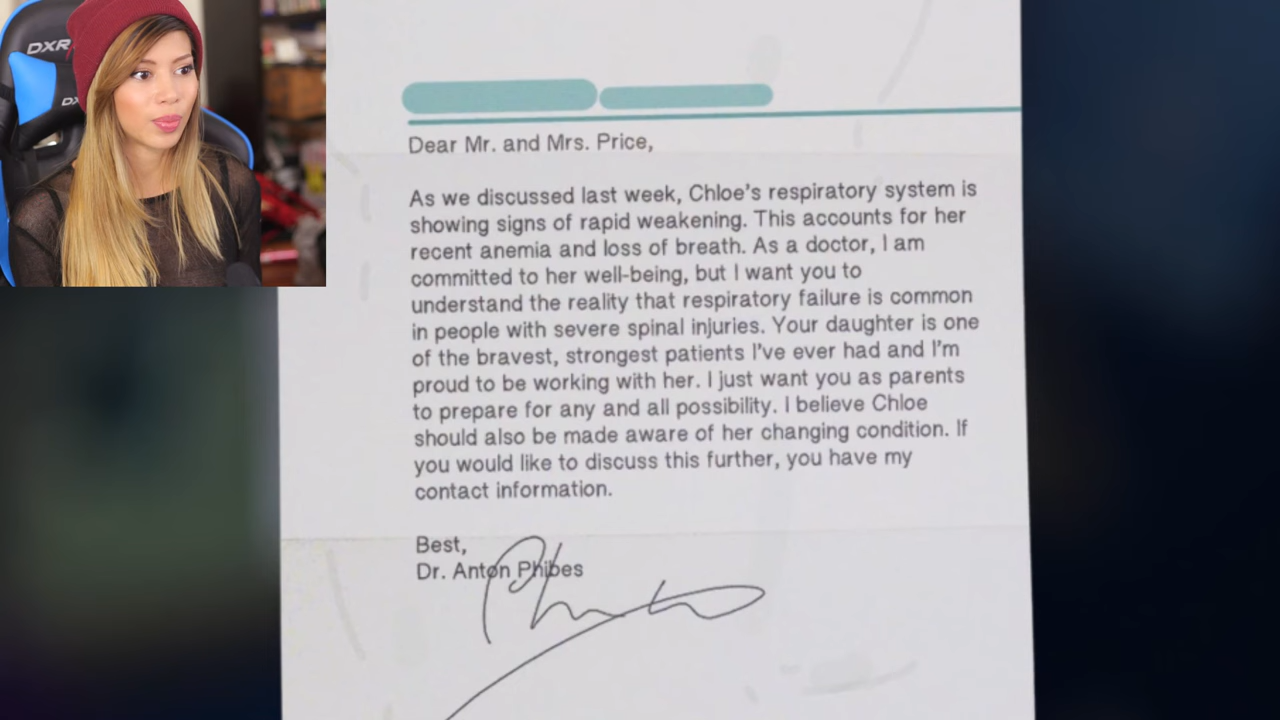 DXR
DX
Dear Mr. and Mrs. Price,
As we discussed last week, Chloe's respiratory system is
showing signs of rapid weakening. This accounts for her
recent anemia and loss of breath. As a doctor, I am
committed to her well-being, but I want you to
understand the reality that respiratory failure is common
in people with severe spinal injuries. Your daughter is one
of the bravest, strongest patients I've ever had and I'm
proud to be working with her. I just want you as parents
to prepare for any and all possibility. I believe Chloe
should also be made aware of her changing condition. If
you would like to discuss this further, you have my
contact information.
Best,
Dr. Anton Phibes